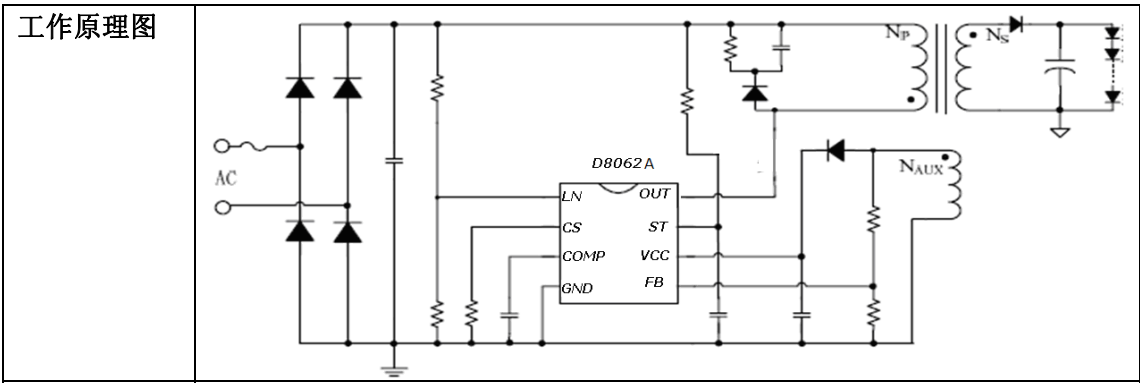 工作原理图
NP
NS
AC
D8062A
NAUX
LN
OUT
CS
ST
COMP
VCC
GND
FB